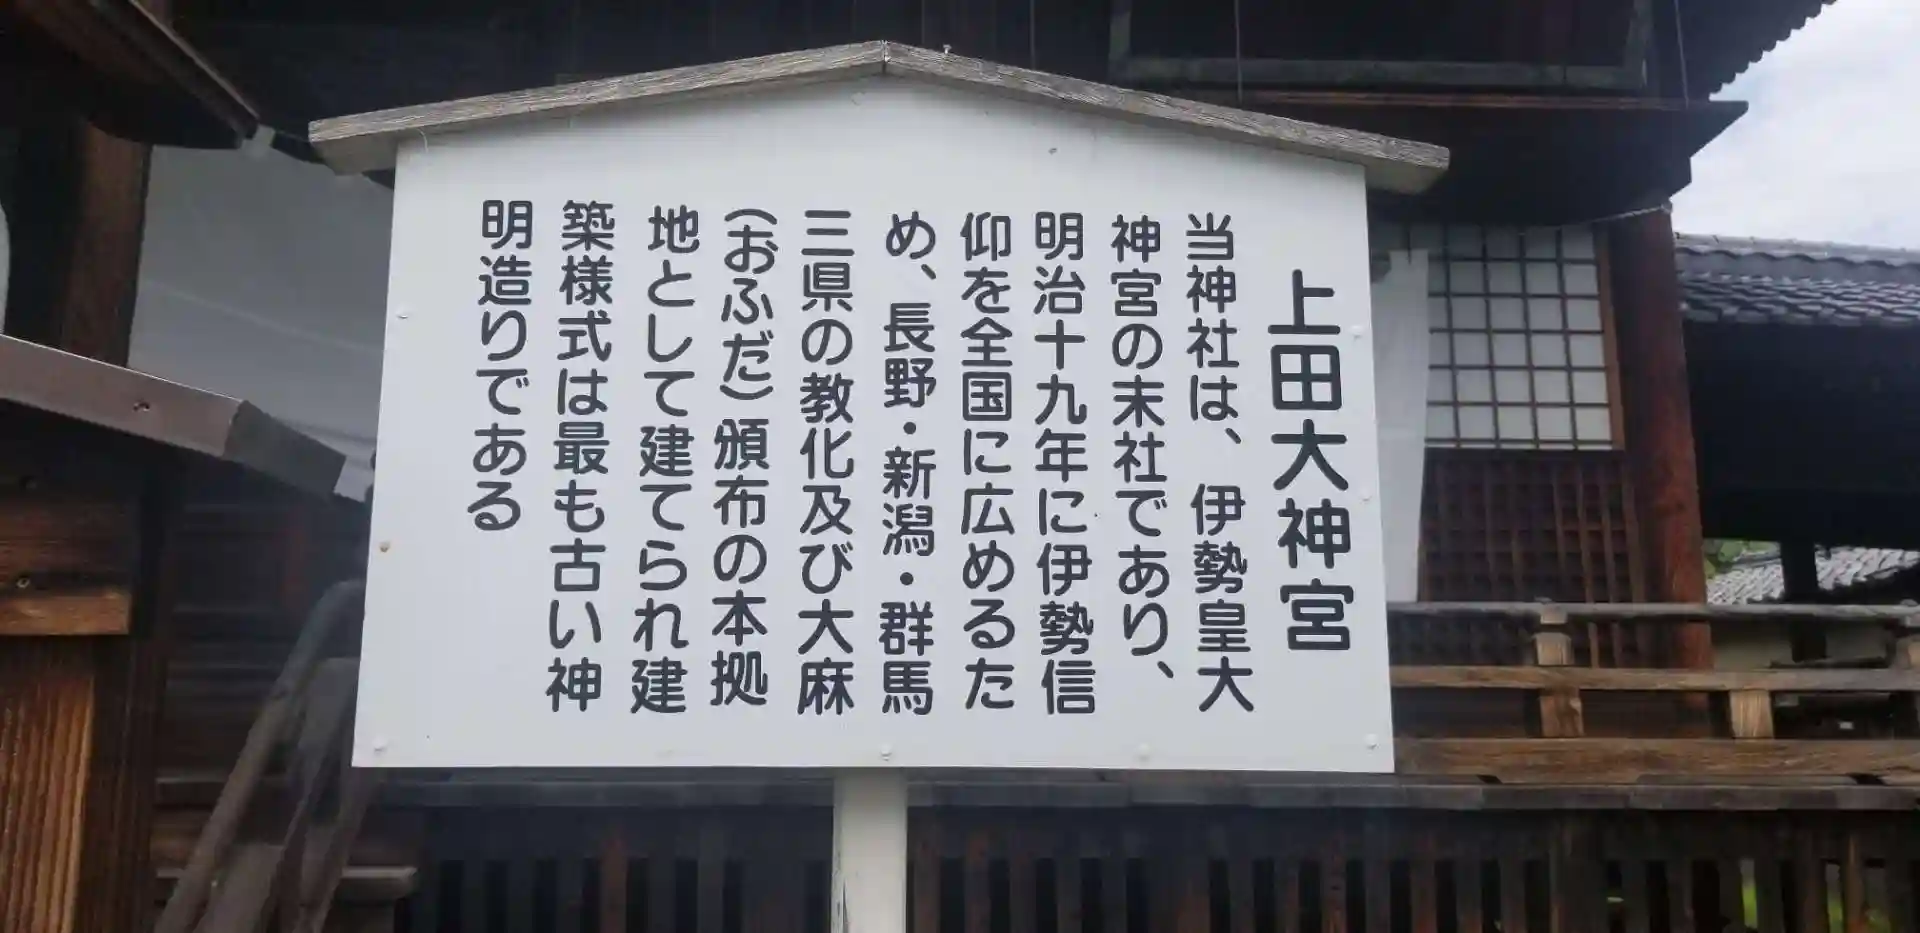 上田大神宮
当神社は、伊勢皇大
神宮の末社であり、
明治十九年に伊勢信
仰を全国に広めるた
め、長野・新潟・群馬
三県の教化及び大麻
(おふだ)頒布の本拠
地として建てられ建
築様式は最も古い神
明造りである